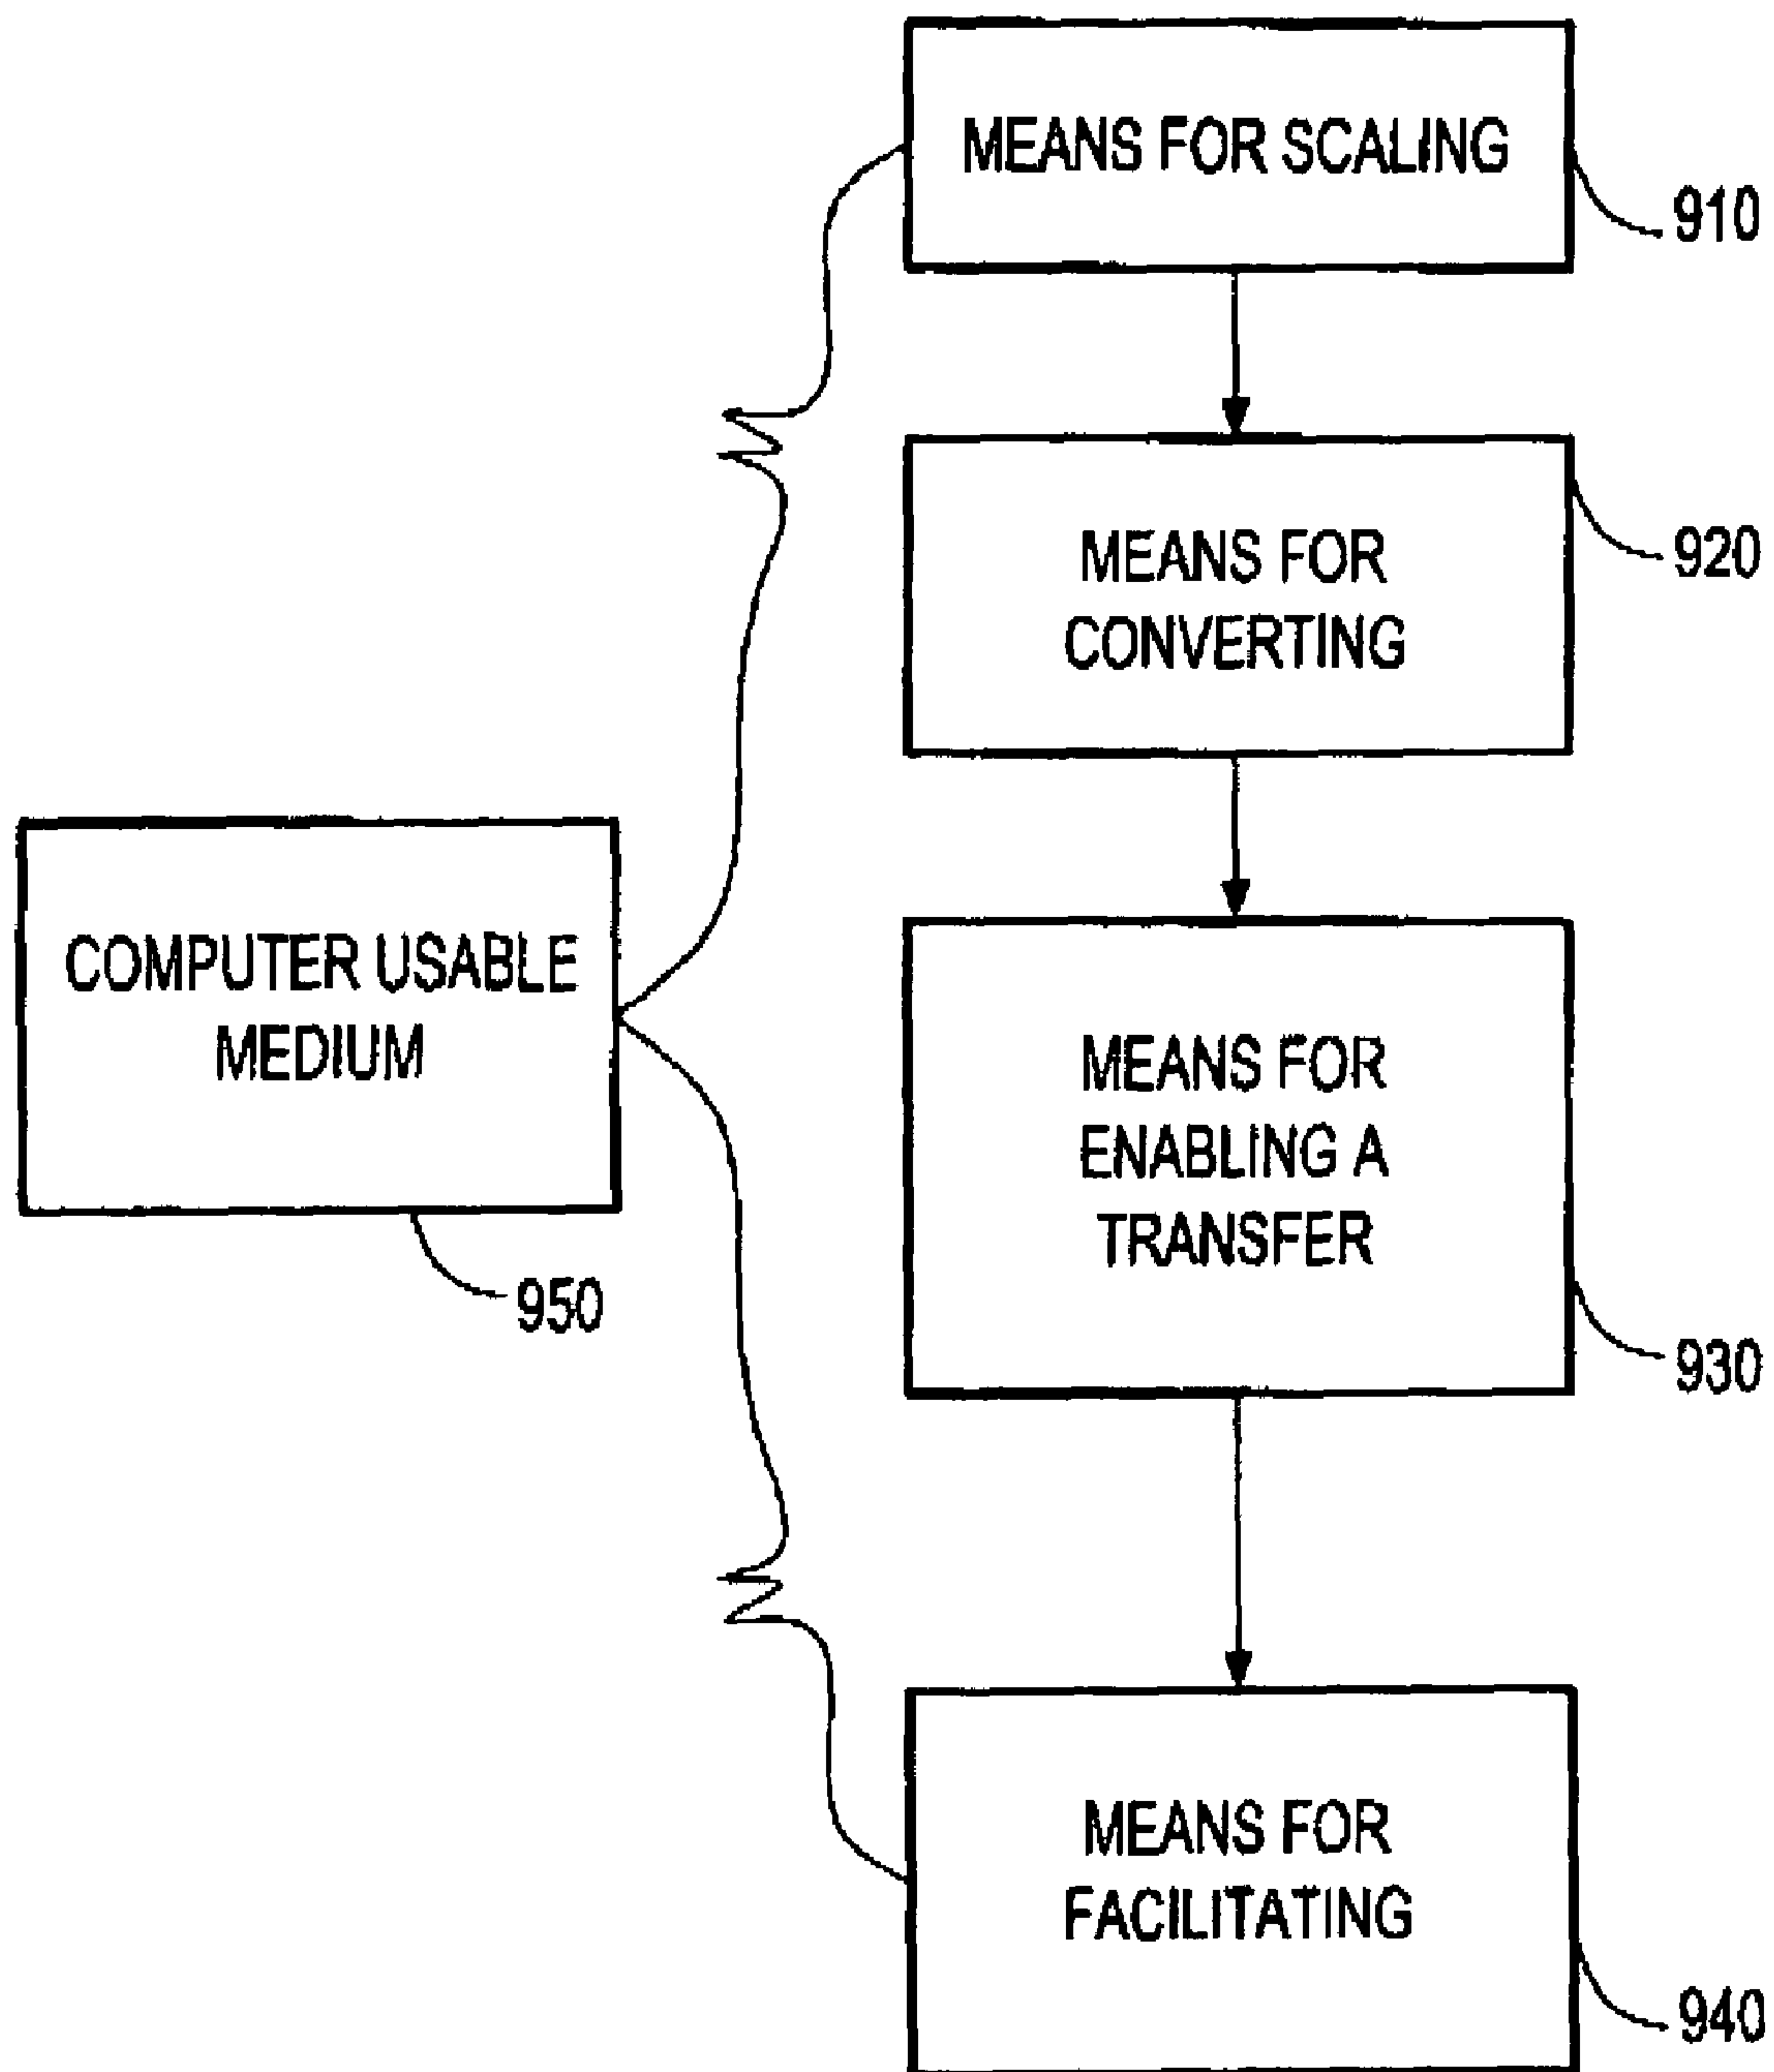 MEANS FOR SCALING
910
MEANS FOR
CONVERTING
920
COMPUTER USABLE
MEDIUM
950
MEANS FOR
ENABLING A
TRANSFER
930
MEANS FOR
FACILITATING
940